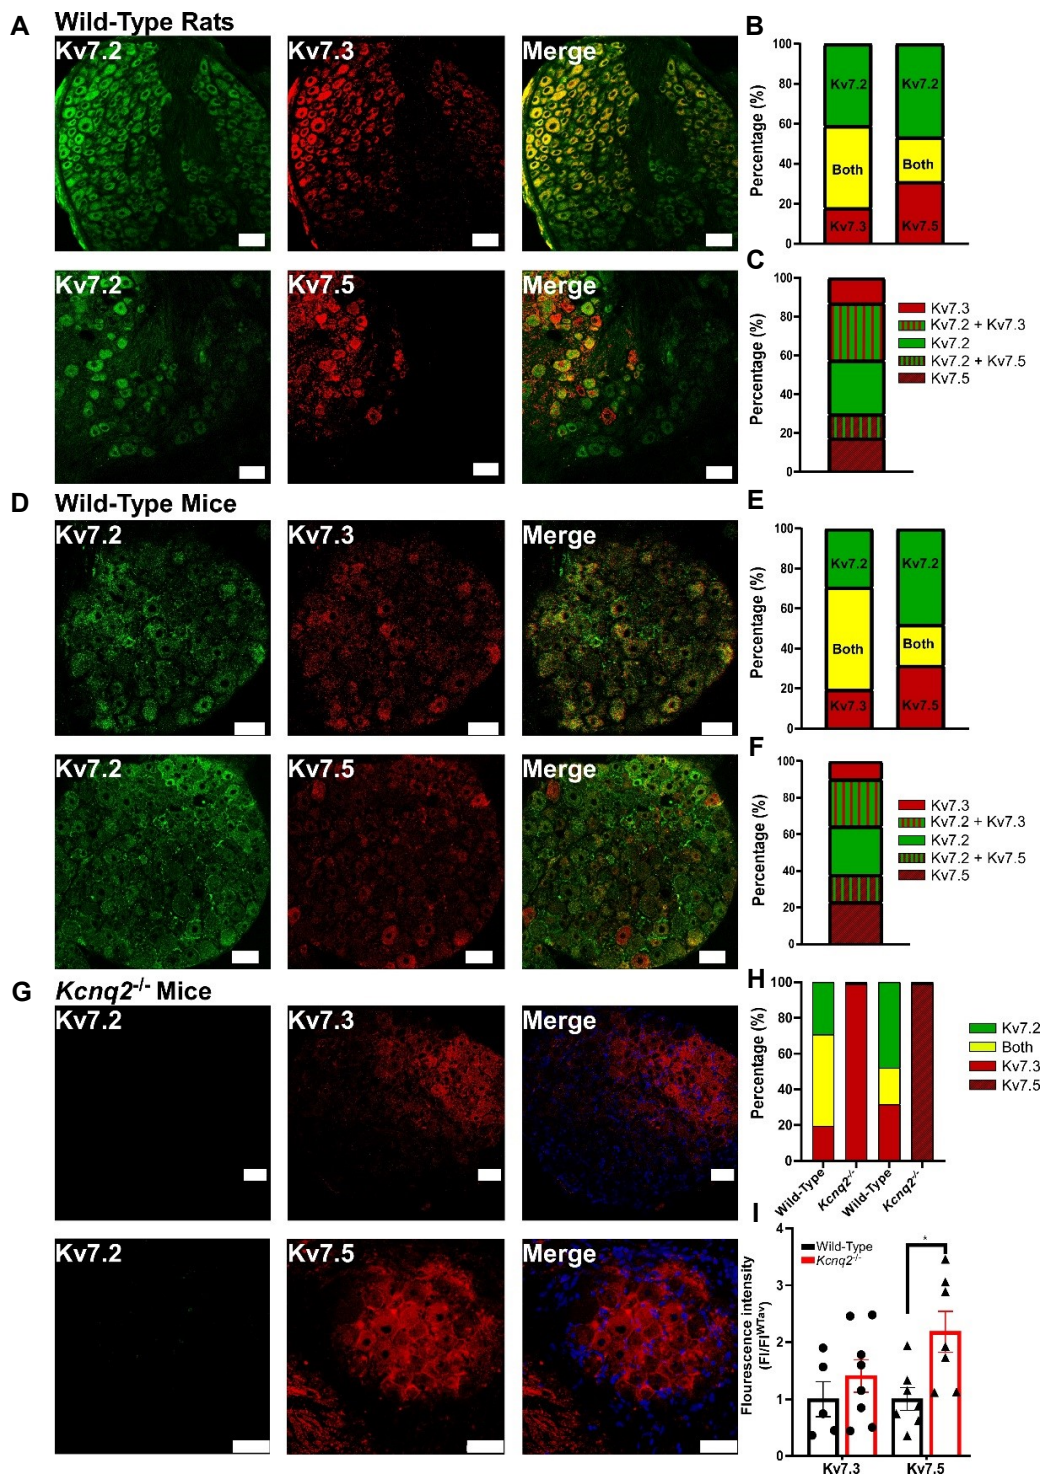 A Wild-Type Rats
Kv7.2 Kv7.3 Merge
Kv7.2 Kv7.5 Merge
B
Percentage (%)
100
80
60
40
20
0
Kv7.2 Kv7.2
Both Both
Kv7.3 Kv7.5
C
Percentage (%)
100
80
60
40
20
0
Kv7.3
Kv7.2 + Kv7.3
Kv7.2
Kv7.2 + Kv7.5
Kv7.5
D Wild-Type Mice
Kv7.2 Kv7.3 Merge
Kv7.2 Kv7.5 Merge
E
Percentage (%)
100
80
60
40
20
0
Kv7.2 Kv7.2
Both Both
Kv7.3 Kv7.5
F
Percentage (%)
100
80
60
40
20
0
Kv7.3
Kv7.2 + Kv7.3
Kv7.2
Kv7.2 + Kv7.5
Kv7.5
G Kcnq2-/- Mice
Kv7.2 Kv7.3 Merge
Kv7.2 Kv7.5 Merge
H
Percentage (%)
100
80
60
40
20
0
Wild-Type Kcnq2-/- Wild-Type Kcnq2-/-
Kv7.2
Both
Kv7.3
Kv7.5
I
Flourescence intensity
(FI/FIWTav)
4
3
2
1
0
Wild-Type
Kcnq2-/-
*
Kv7.3 Kv7.5